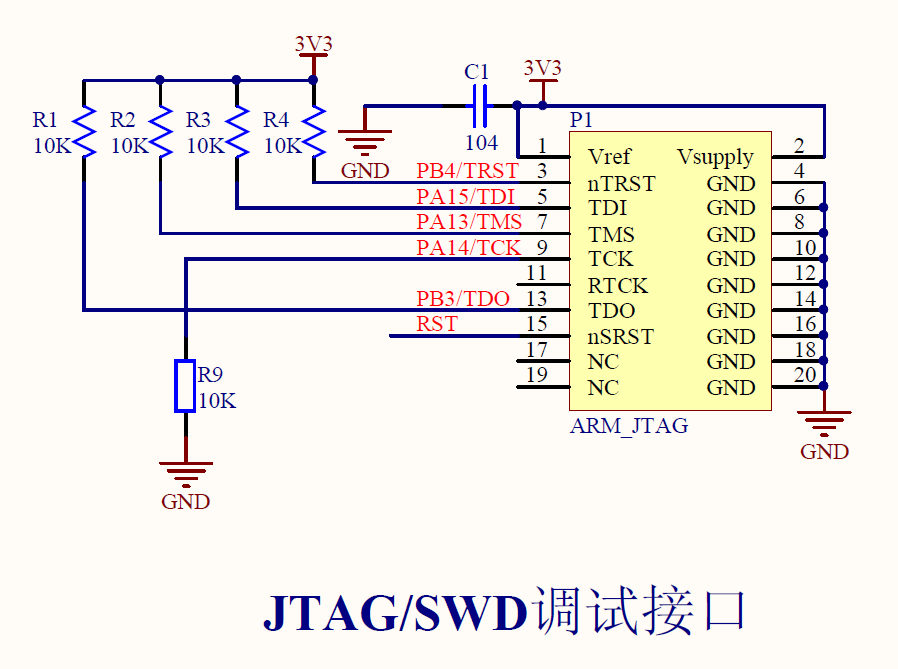 3V3
C1
3V3
R1
R2
R3
R4
P1
10K
10K
10K
10K
104
GND
1
Vref
Vsupply
2
PB4/TRST
3
nTRST
GND
4
PA15/TDI
5
TDI
GND
6
PA13/TMS
7
TMS
GND
8
PA14/TCK
9
TCK
GND
10
11
RTCK
GND
12
PB3/TDO
13
TDO
GND
14
RST
15
nSRST
GND
16
17
NC
GND
18
19
NC
GND
20
R9
10K
ARM_JTAG
GND
GND
JTAG/SWD调试接口